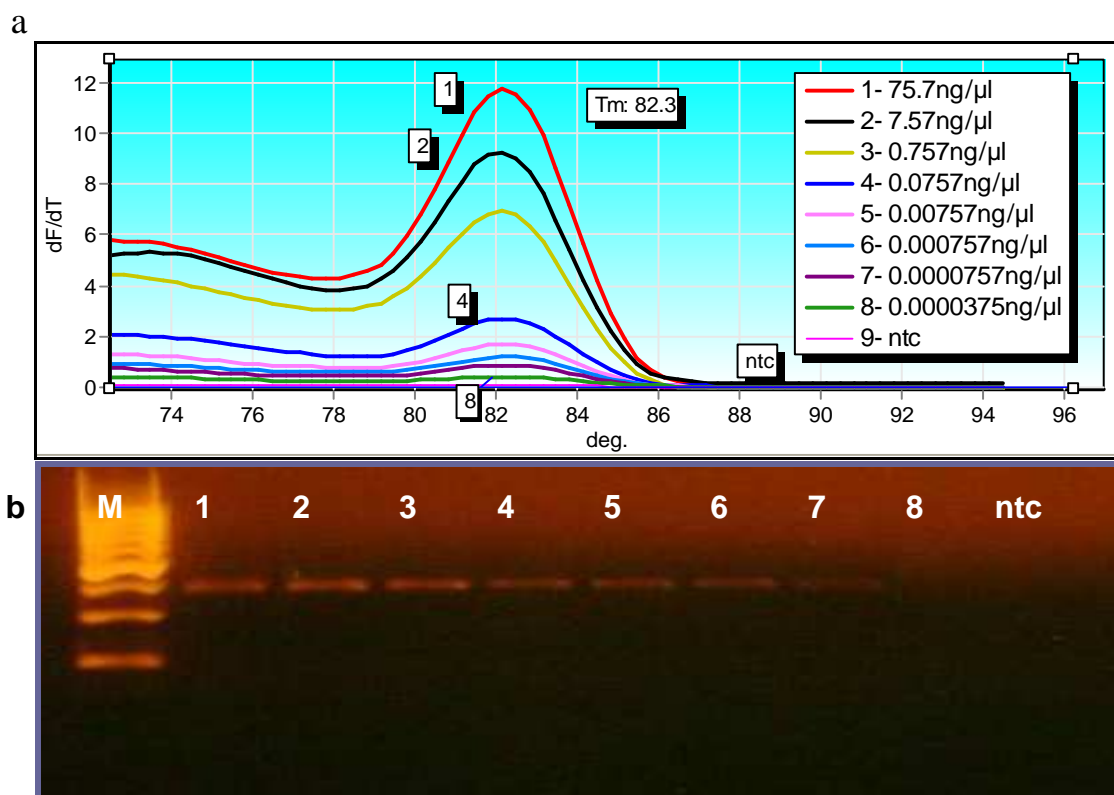 a
dF/dT
12
10
8
6
4
2
0
1
2
4
8
Tm: 82.3
ntc
1- 75.7ng/µl
2- 7.57ng/µl
3- 0.757ng/µl
4- 0.0757ng/µl
5- 0.00757ng/µl
6- 0.000757ng/µl
7- 0.0000757ng/µl
8- 0.0000375ng/µl
9- ntc
74 76 78 80 82 84 86 88 90 92 94 96
deg.
b
M 1 2 3 4 5 6 7 8 ntc